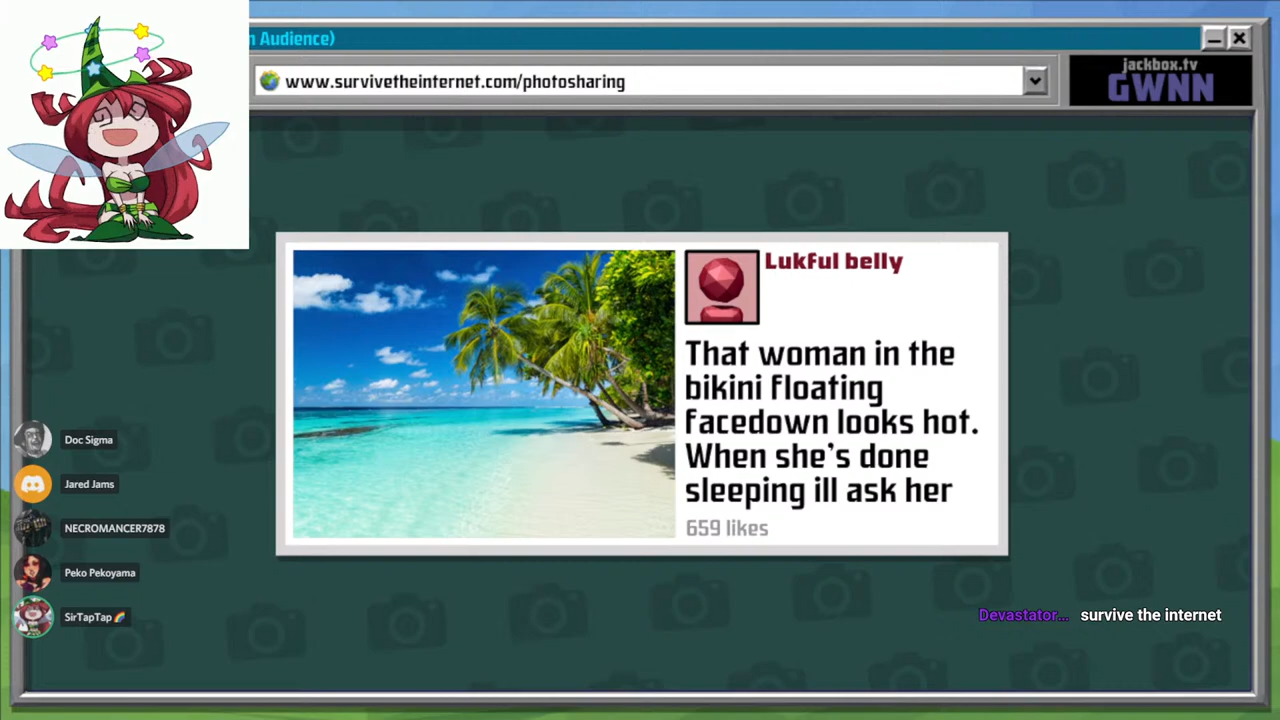 n Audience)
www.survivetheinternet.com/photosharing
jackbox.tv
GWNN
Lukful belly
That woman in the
bikini floating
facedown looks hot.
When she's done
sleeping ill ask her
659 likes
Doc Sigma
Jared Jams
NECROMANCER7878
Peko Pekoyama
SirTapTap🌈
Devastator... survive the internet